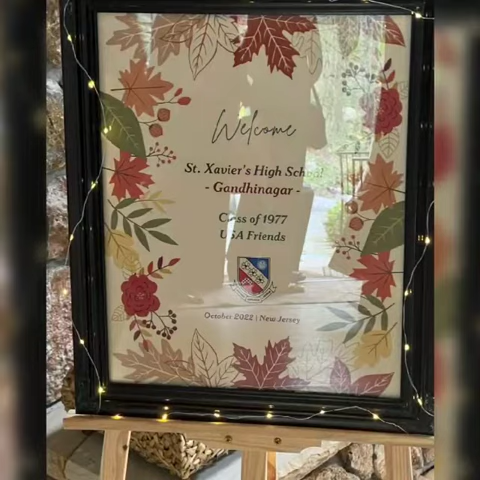 Welcome
St. Xavier's High School
- Gandhinagar -
Class of 1977
USA Friends
October 2022 | New Jersey